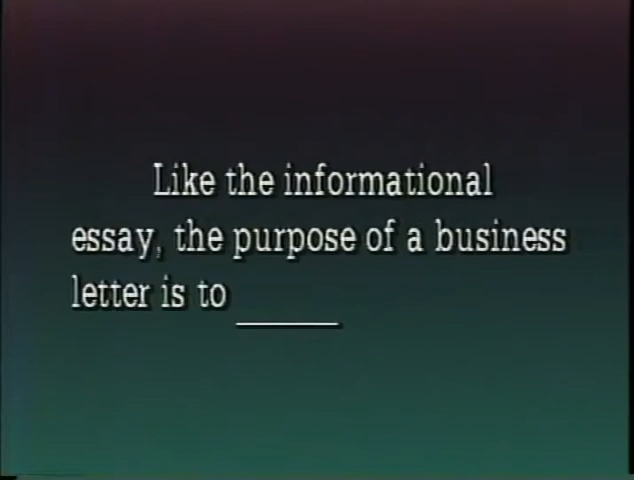 Like the informational
essay, the purpose of a business
letter is to ______